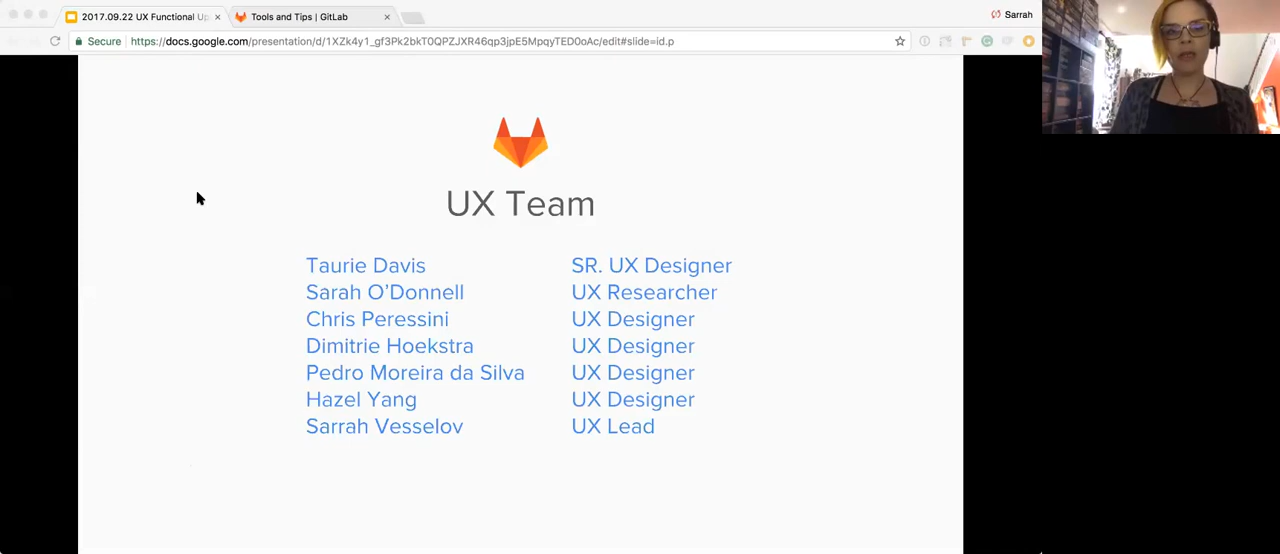 2017.09.22 UX Functional Up
Tools and Tips | GitLab
Sarrah
Secure
https://docs.google.com/presentation/d/1XZk4y1_gf3Pk2bkT0QPZJXR46qp3jpE5MpqyTED0oAc/edit#slide=id.p
UX Team
Taurie Davis SR. UX Designer
Sarah O’Donnell UX Researcher
Chris Peressini UX Designer
Dimitrie Hoekstra UX Designer
Pedro Moreira da Silva UX Designer
Hazel Yang UX Designer
Sarrah Vesselov UX Lead